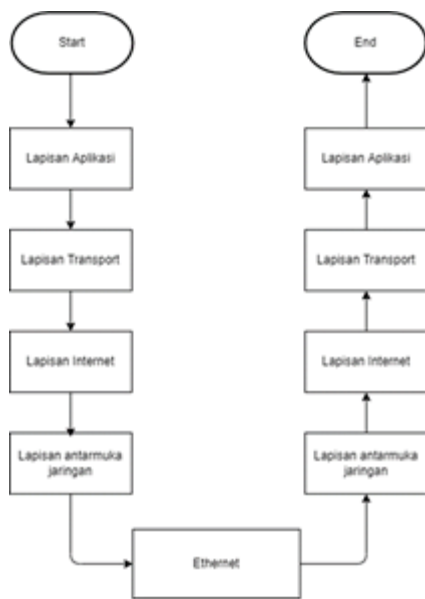 Start
Lapisan Aplikasi
Lapisan Transport
Lapisan Internet
Lapisan antarmuka
jaringan
Ethernet
End
Lapisan Aplikasi
Lapisan Transport
Lapisan Internet
Lapisan antarmuka
jaringan